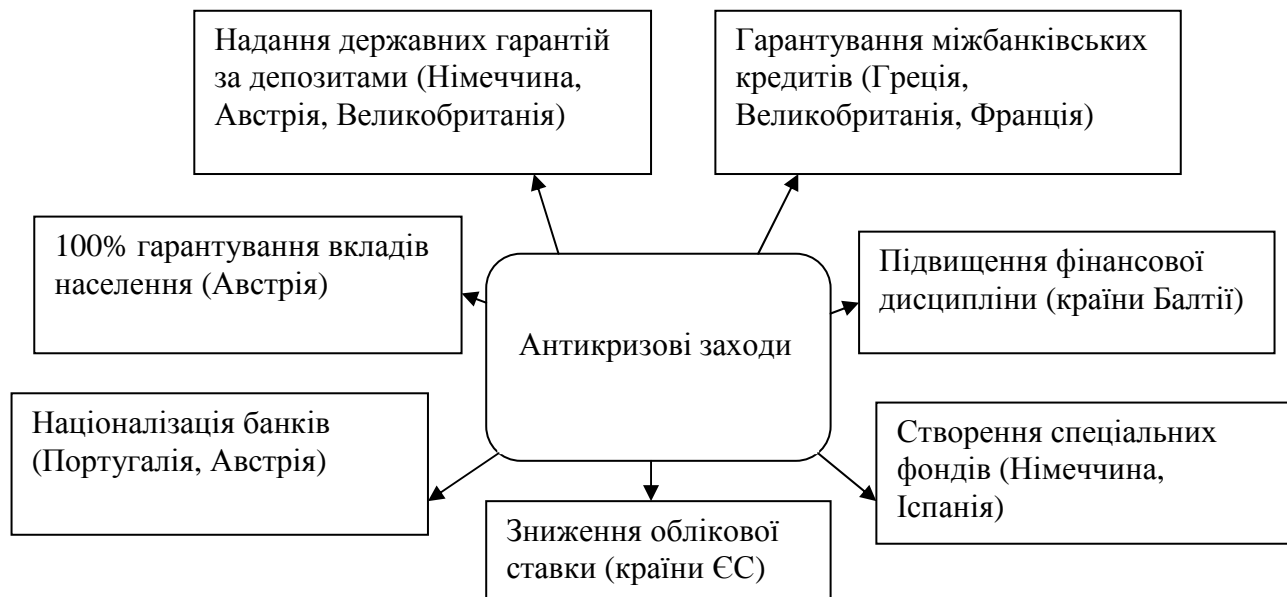 Надання державних гарантій
за депозитами (Німеччина,
Австрія, Великобританія)
Гарантування міжбанківських
кредитів (Греція,
Великобританія, Франція)
100% гарантування вкладів
населення (Австрія)
Підвищення фінансової
дисципліни (країни Балтії)
Антикризові заходи
Націоналізація банків
(Португалія, Австрія)
Створення спеціальних
фондів (Німеччина,
Іспанія)
Зниження облікової
ставки (країни ЄС)